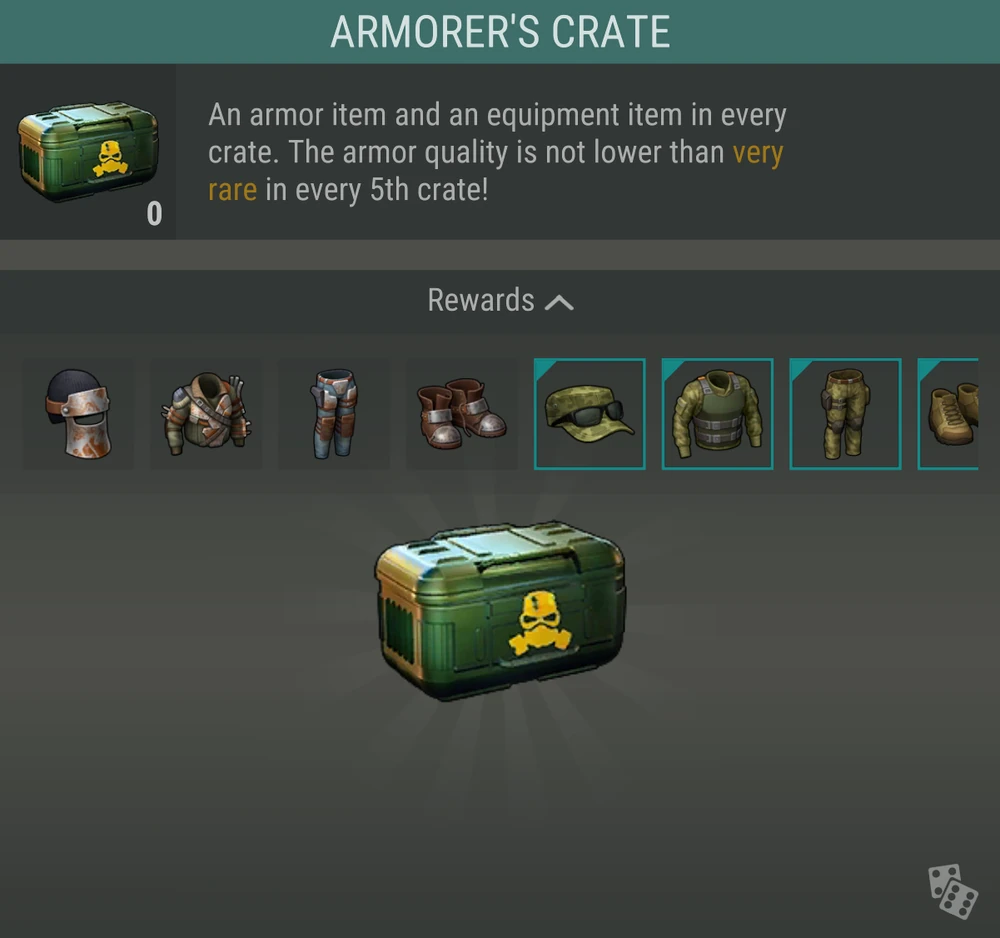 ARMORER'S CRATE
An armor item and an equipment item in every
crate. The armor quality is not lower than very
rare in every 5th crate!
0
Rewards